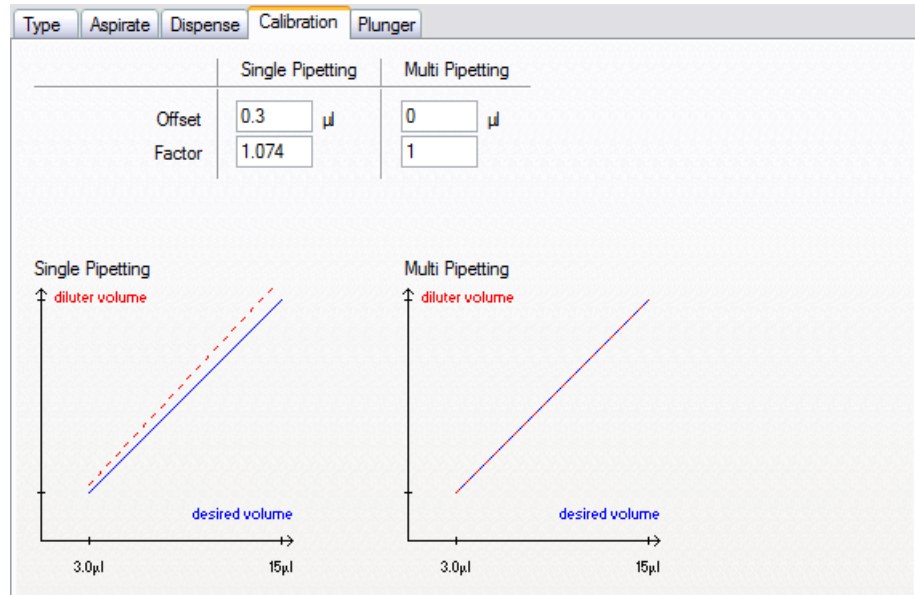 Type Aspirate Dispense Calibration Plunger
Single Pipetting Multi Pipetting
Offset 0.3 µl 0 µl
Factor 1.074 1
Single Pipetting Multi Pipetting
diluter volume diluter volume
desired volume desired volume
3.0µl 15µl 3.0µl 15µl